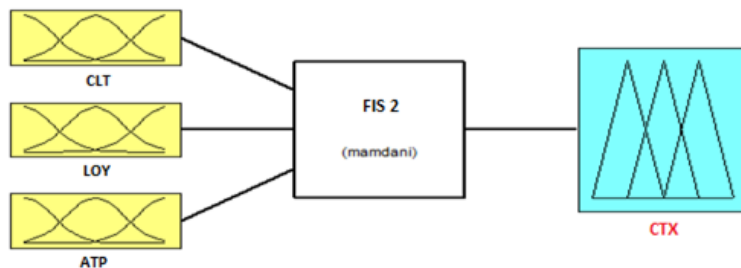 CLT
LOY
ATP
FIS 2
(mamdani)
CTX